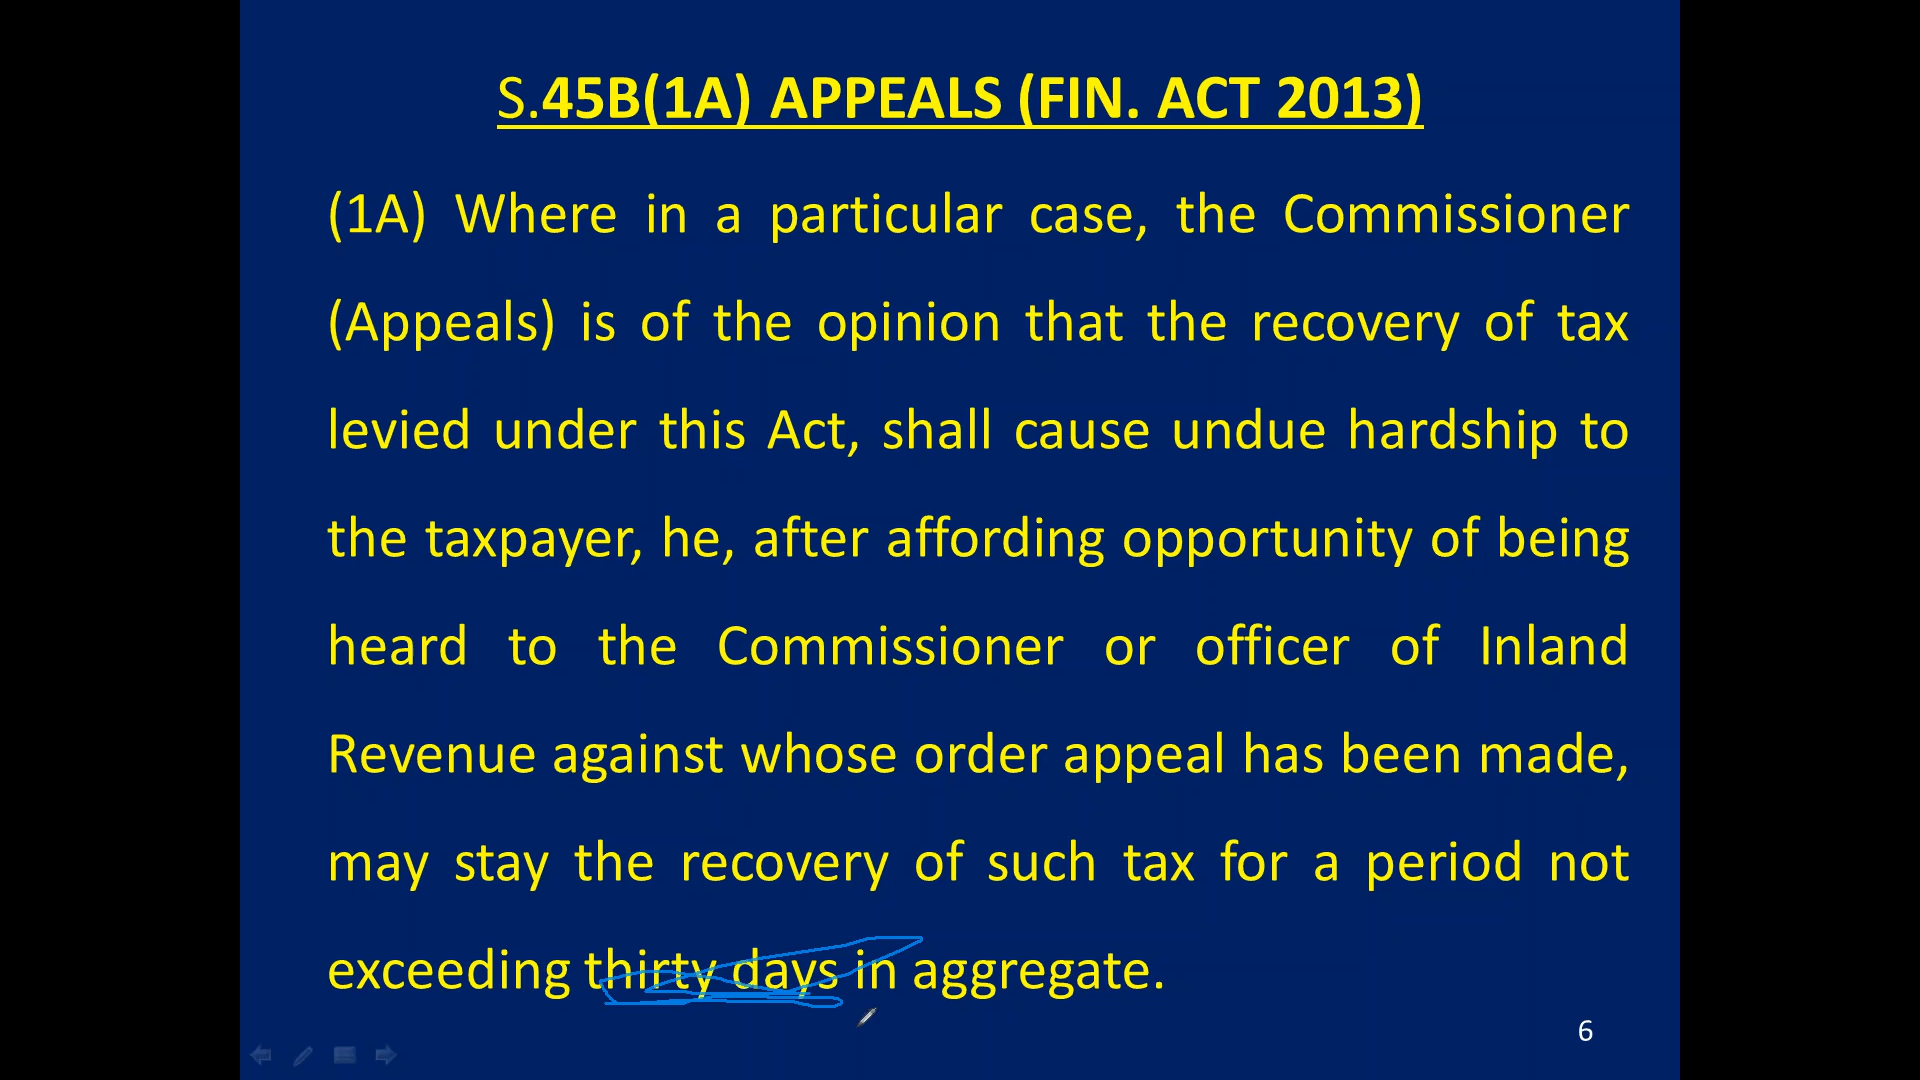 S.45B(1A) APPEALS (FIN. ACT 2013)
(1A) Where in a particular case, the Commissioner
(Appeals) is of the opinion that the recovery of tax
levied under this Act, shall cause undue hardship to
the taxpayer, he, after affording opportunity of being
heard to the Commissioner or officer of Inland
Revenue against whose order appeal has been made,
may stay the recovery of such tax for a period not
exceeding thirty days in aggregate.
6